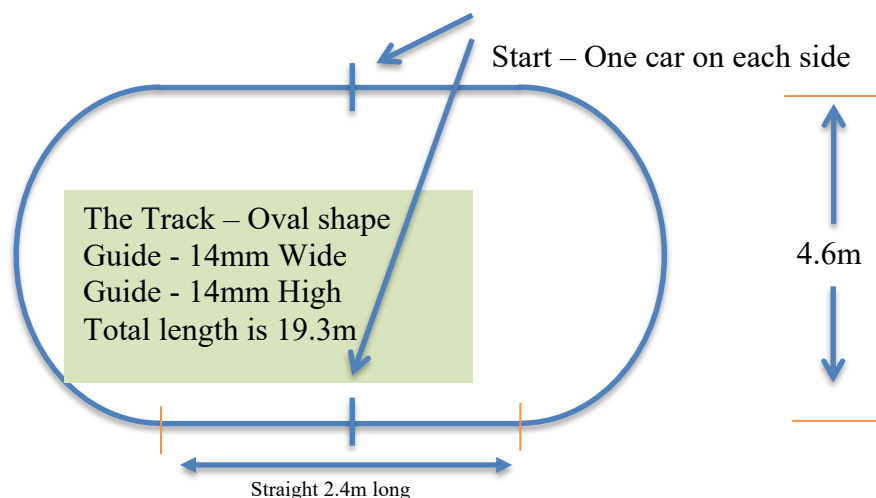 Start – One car on each side
The Track – Oval shape
Guide - 14mm Wide
Guide - 14mm High
Total length is 19.3m
4.6m
Straight 2.4m long